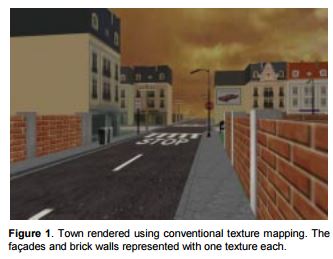 STOP
Figure 1. Town rendered using conventional texture mapping. The
façades and brick walls represented with one texture each.